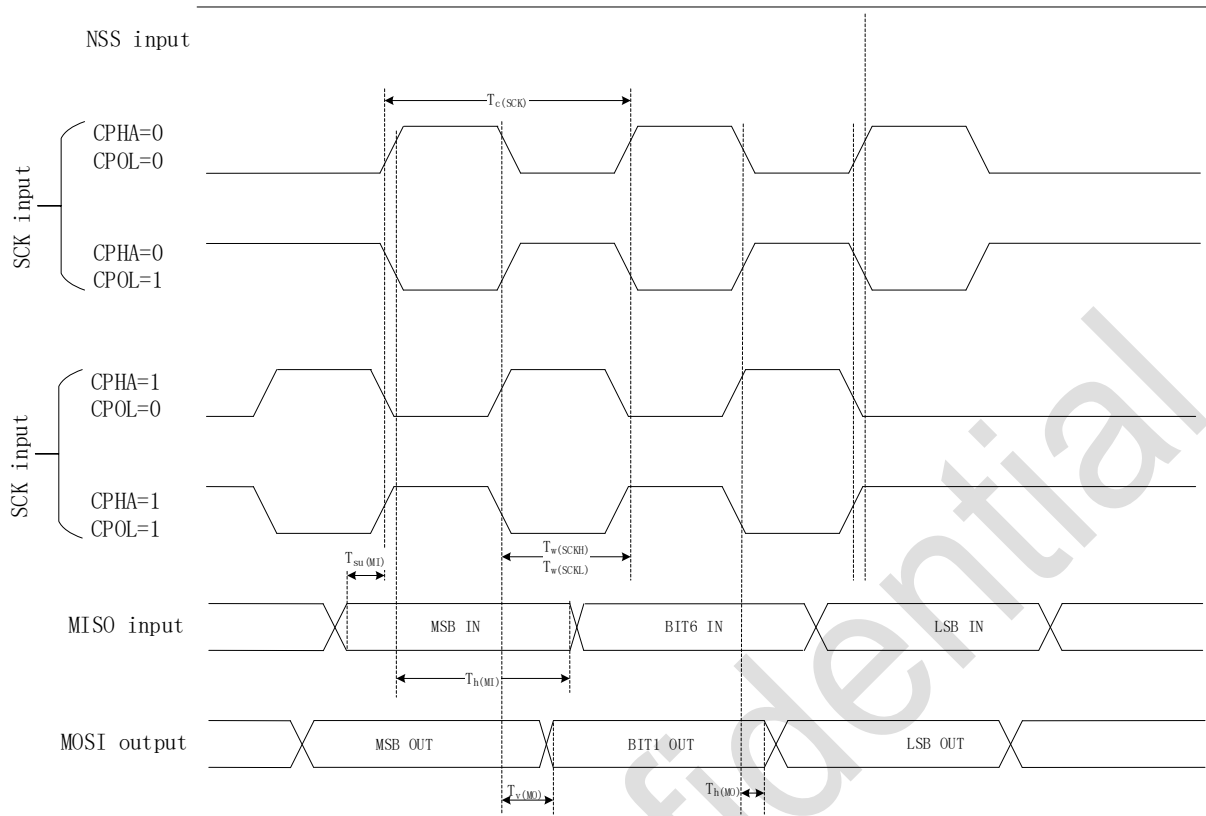 NSS input
Tc(SCK)
SCK input
CPHA=0
CPOL=0
CPHA=0
CPOL=1
SCK input
CPHA=1
CPOL=0
CPHA=1
CPOL=1
Tsu(MI)
Tw(SCKH)
Tw(SCKL)
MISO input
MSB IN
BIT6 IN
LSB IN
Th(MI)
MOSI output
MSB OUT
BIT1 OUT
LSB OUT
Tv(MO)
Th(MO)
fidential